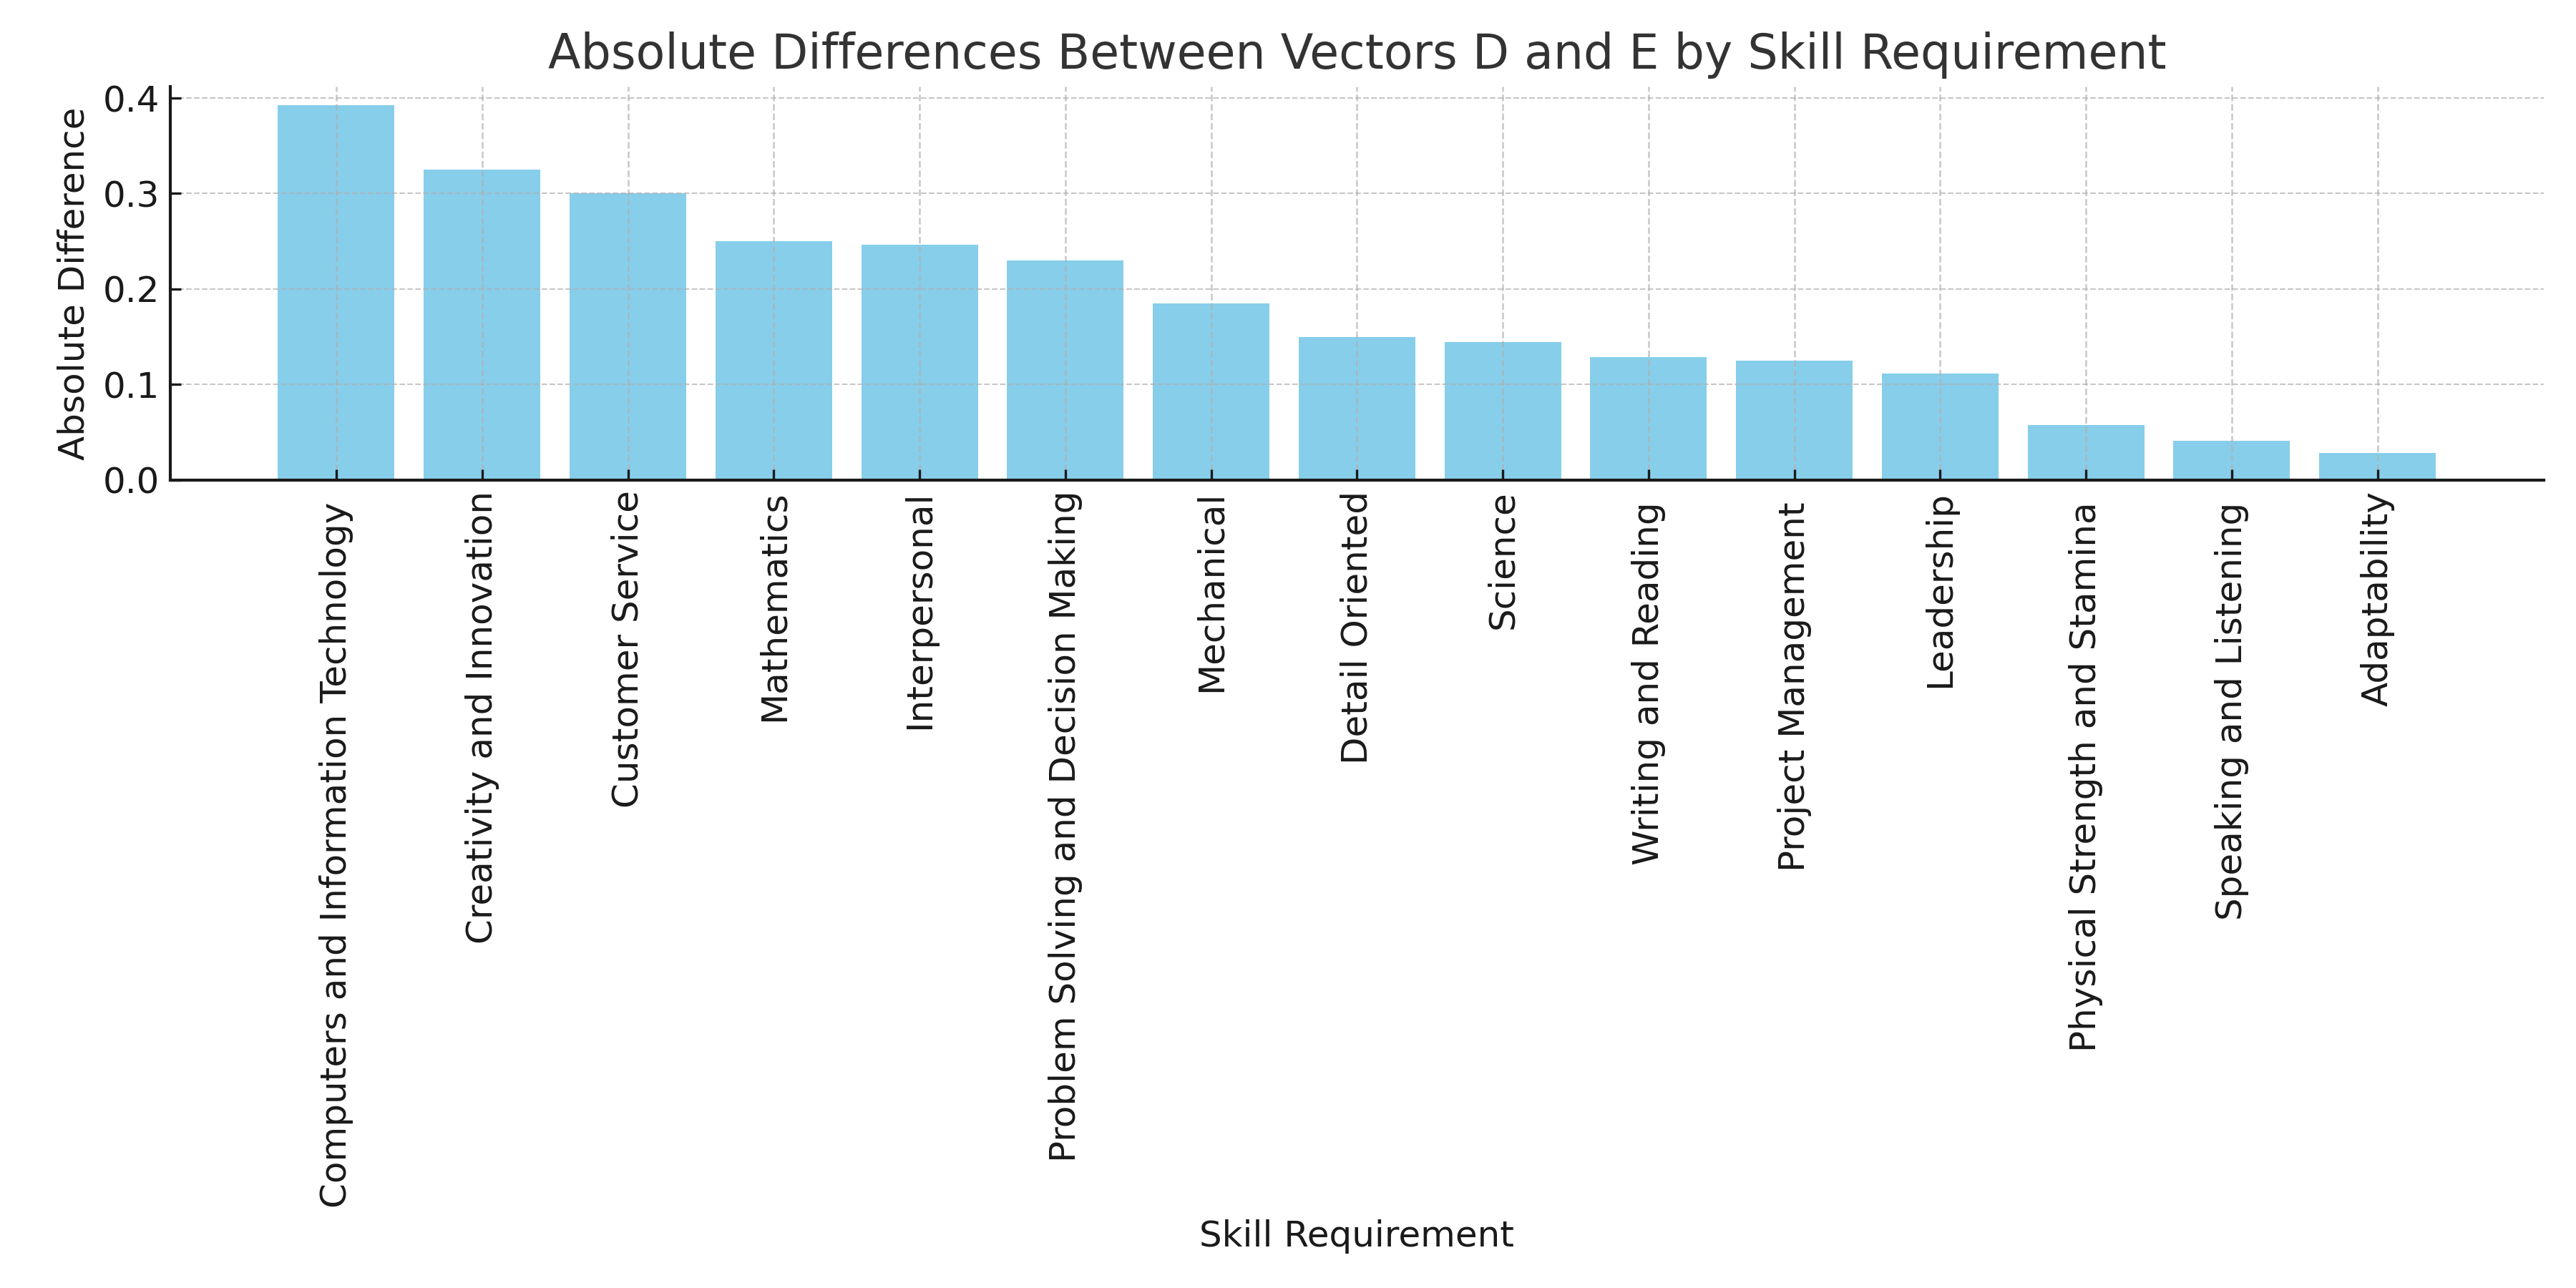 Absolute Differences Between Vectors D and E by Skill Requirement
Absolute Difference
0.4
0.3
0.2
0.1
0.0
Computers and Information Technology
Creativity and Innovation
Customer Service
Mathematics
Interpersonal
Problem Solving and Decision Making
Mechanical
Detail Oriented
Science
Writing and Reading
Project Management
Leadership
Physical Strength and Stamina
Speaking and Listening
Adaptability
Skill Requirement